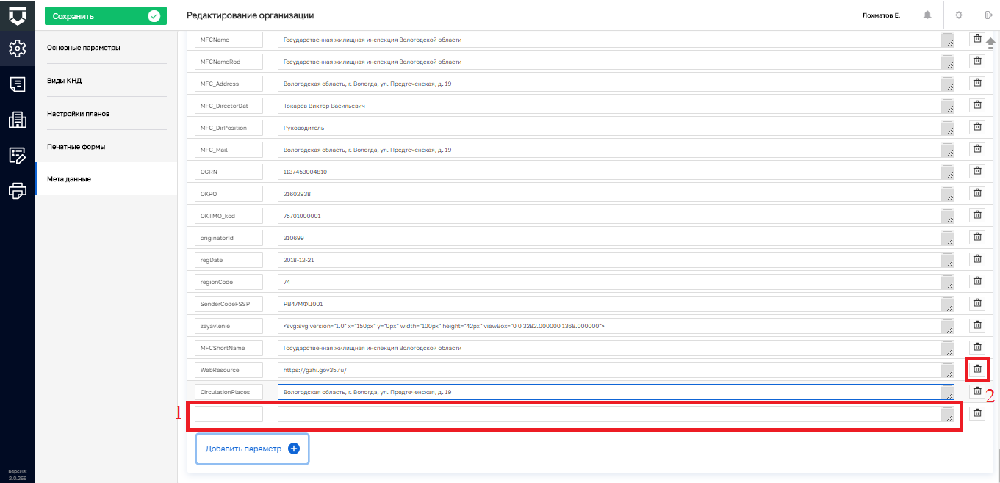 Сохранить
Редактирование организации
Лохматов Е.
Основные параметры
Виды КНД
Настройки планов
Печатные формы
Мета данные
версия:
2.0.266
MFCName Государственная жилищная инспекция Вологодской области
MFCNameRod Государственная жилищная инспекция Вологодской области
MFC_Address Вологодская область, г. Вологда, ул. Предтеченская, д. 19
MFC_DirectorDat Токарев Виктор Васильевич
MFC_DirPosition Руководитель
MFC_Mail Вологодская область, г. Вологда, ул. Предтеченская, д. 19
OGRN 1137453004810
OKPO 21602938
OKTMO_kod 75701000001
originatorId 310699
regDate 2018-12-21
regionCode 74
SenderCodeFSSP РВ47МФЦ001
zayavlenie <svg:svg version="1.0" x="150px" y="0px" width="100px" height="42px" viewBox="0 0 3282.000000 1368.000000">
MFCShortName Государственная жилищная инспекция Вологодской области
WebResource https://gzhi.gov35.ru/
CirculationPlaces Вологодская область, г. Вологда, ул. Предтеченская, д. 19
2
1
Добавить параметр